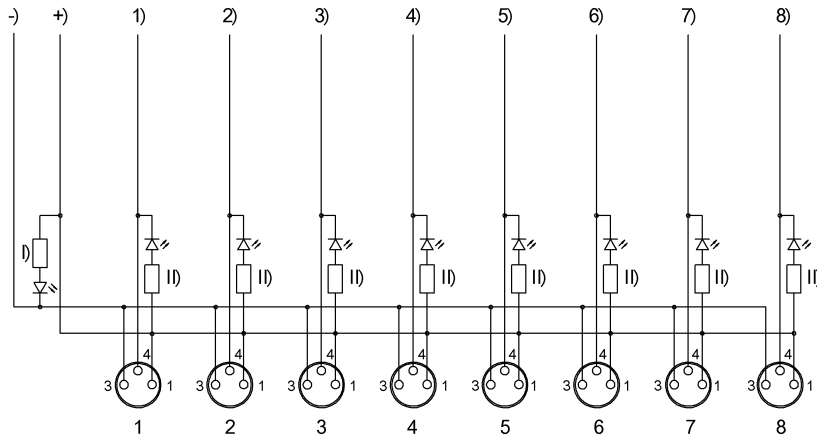 -) +) 1) 2) 3) 4) 5) 6) 7) 8)
I) II) II) II) II) II) II) II) II)
4 4 4 4 4 4 4 4
3 1 3 1 3 1 3 1 3 1 3 1 3 1 3 1
1 2 3 4 5 6 7 8